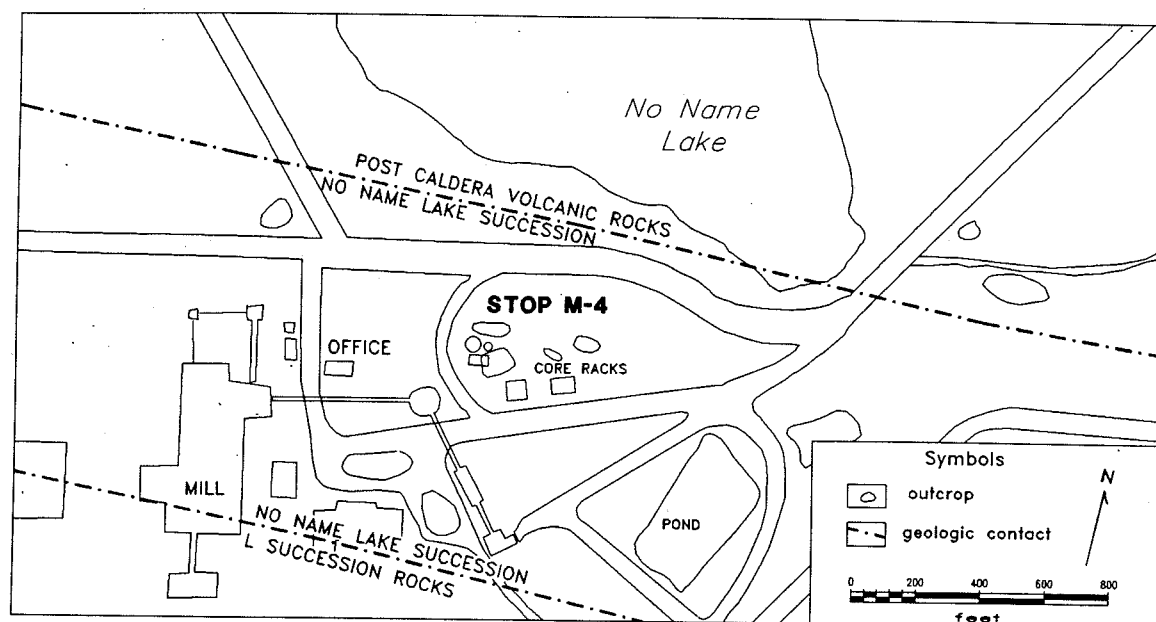 No Name
Lake
POST CALDERA VOLCANIC ROCKS
NO NAME LAKE SUCCESSION
STOP M-4
OFFICE
CORE RACKS
MILL
NO NAME LAKE SUCCESSION
L SUCCESSION ROCKS
POND
Symbols
outcrop
geologic contact
N
0 200 400 600 800
feet